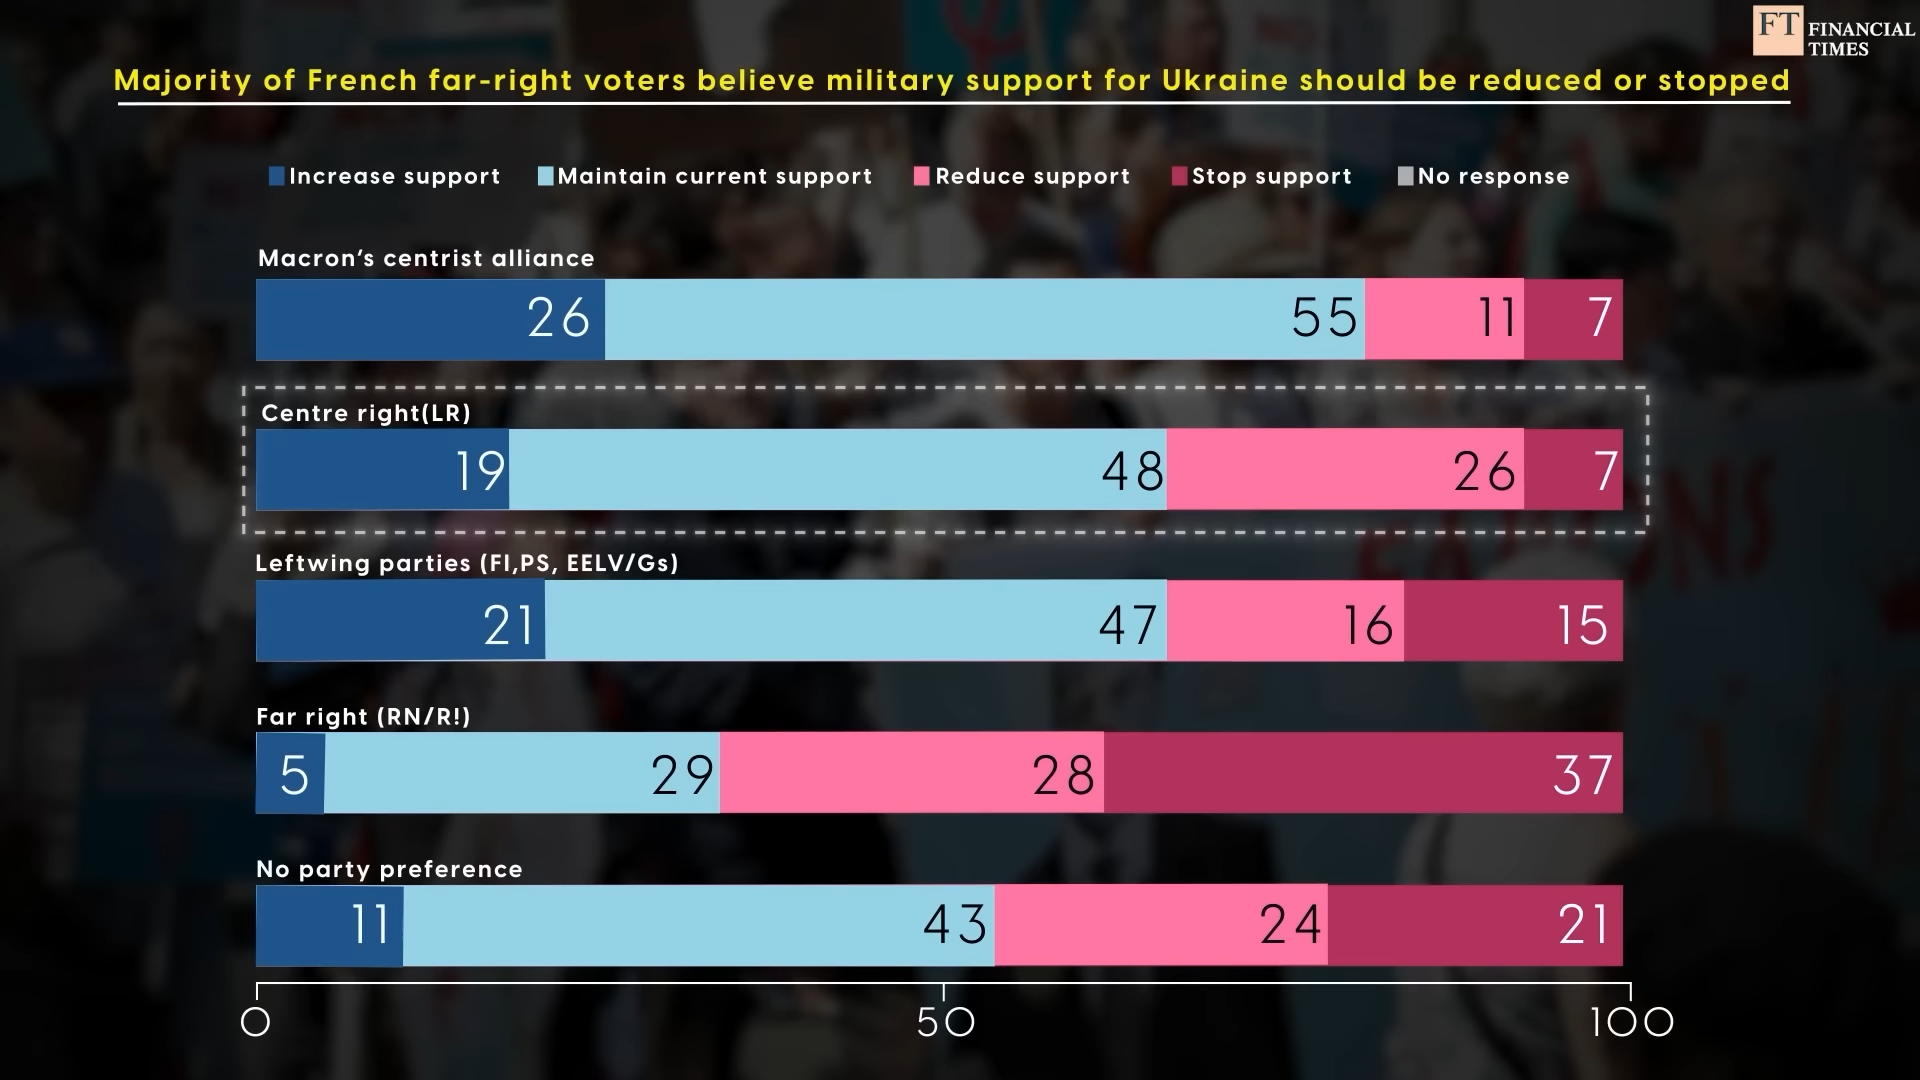 FT FINANCIAL
TIMES
Majority of French far-right voters believe military support for Ukraine should be reduced or stopped
Increase support Maintain current support Reduce support Stop support No response
Macron's centrist alliance
26 55 11 7
Centre right(LR)
19 48 26 7
Leftwing parties (FI,PS, EELV/Gs)
21 47 16 15
Far right (RN/R!)
5 29 28 37
No party preference
11 43 24 21
0 50 100